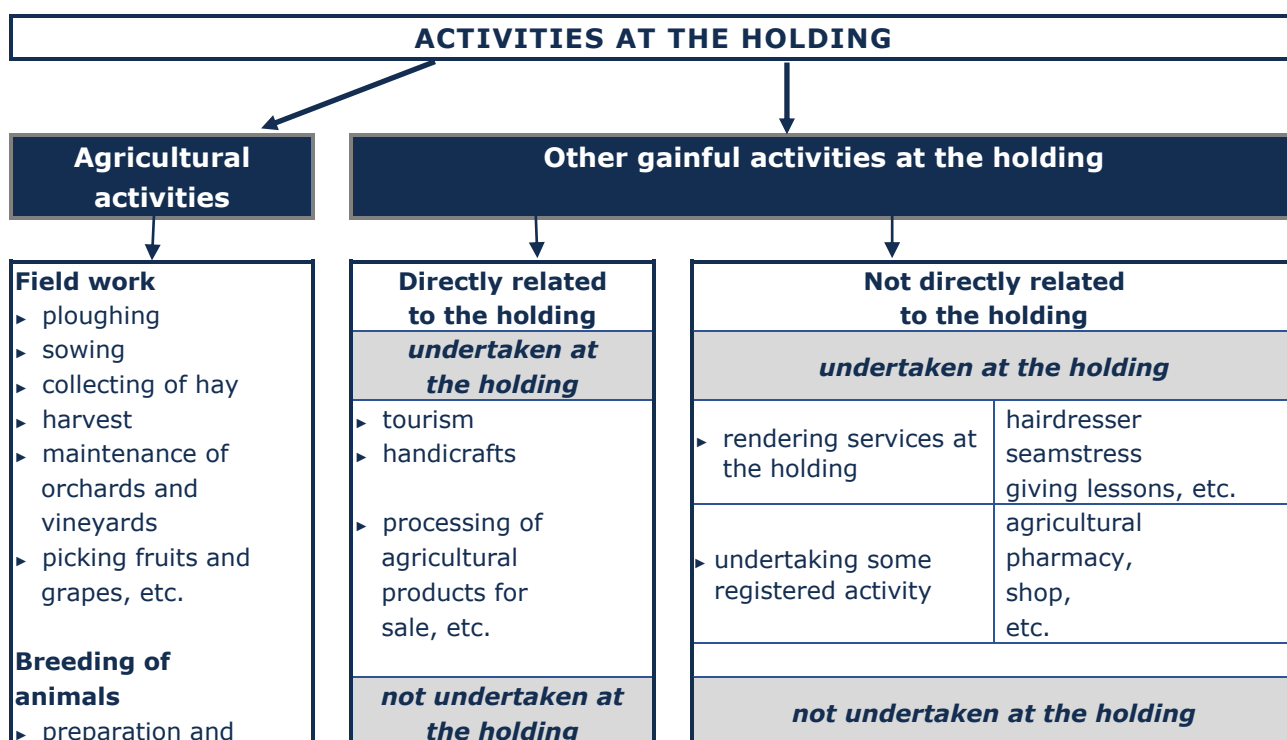 ACTIVITIES AT THE HOLDING
Agricultural
activities
Other gainful activities at the holding
Field work
► ploughing
► sowing
► collecting of hay
► harvest
► maintenance of
orchards and
vineyards
► picking fruits and
grapes, etc.
Breeding of
animals
► preparation and
Directly related
to the holding
undertaken at
the holding
► tourism
► handicrafts
► processing of
agricultural
products for
sale, etc.
not undertaken at
the holding
Not directly related
to the holding
undertaken at the holding
► rendering services at
the holding
hairdresser
seamstress
giving lessons, etc.
► undertaking some
registered activity
agricultural
pharmacy,
shop,
etc.
not undertaken at the holding